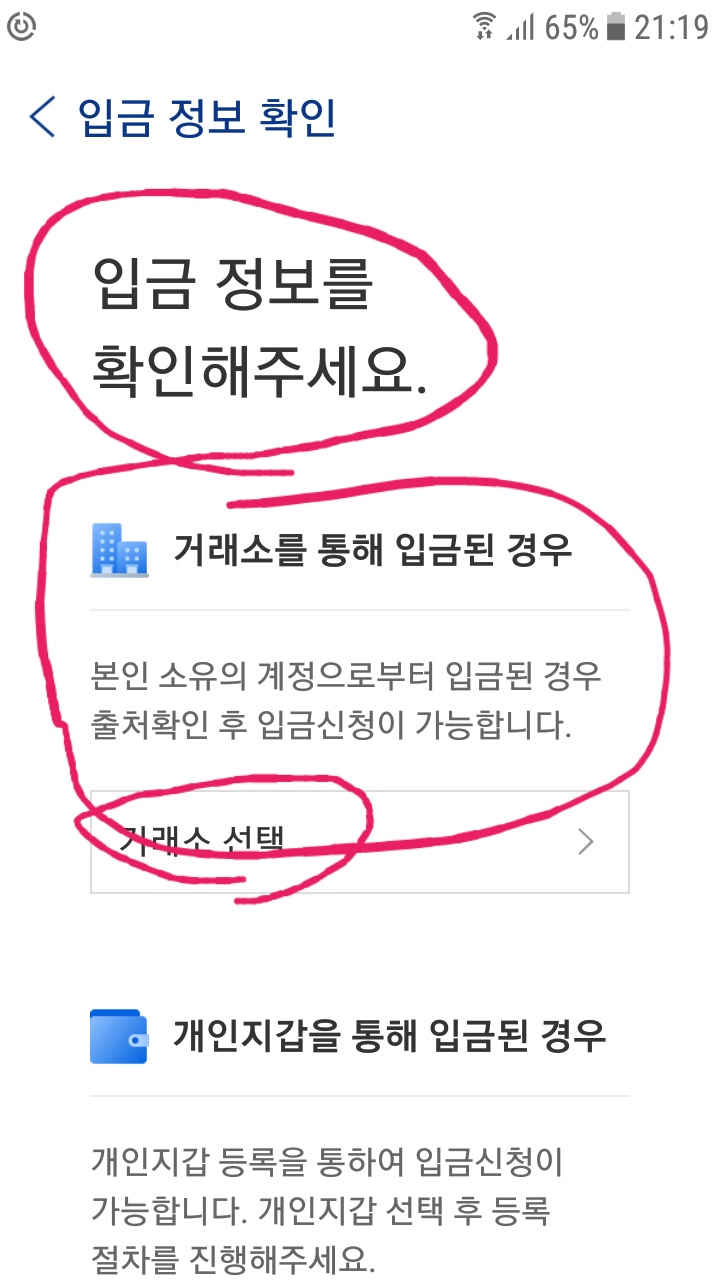 65% 21:19
입금 정보 확인
입금 정보를
확인해주세요.
거래소를 통해 입금된 경우
본인 소유의 계정으로부터 입금된 경우
출처확인 후 입금신청이 가능합니다.
거래소 선택
개인지갑을 통해 입금된 경우
개인지갑 등록을 통하여 입금신청이
가능합니다. 개인지갑 선택 후 등록
절차를 진행해주세요.